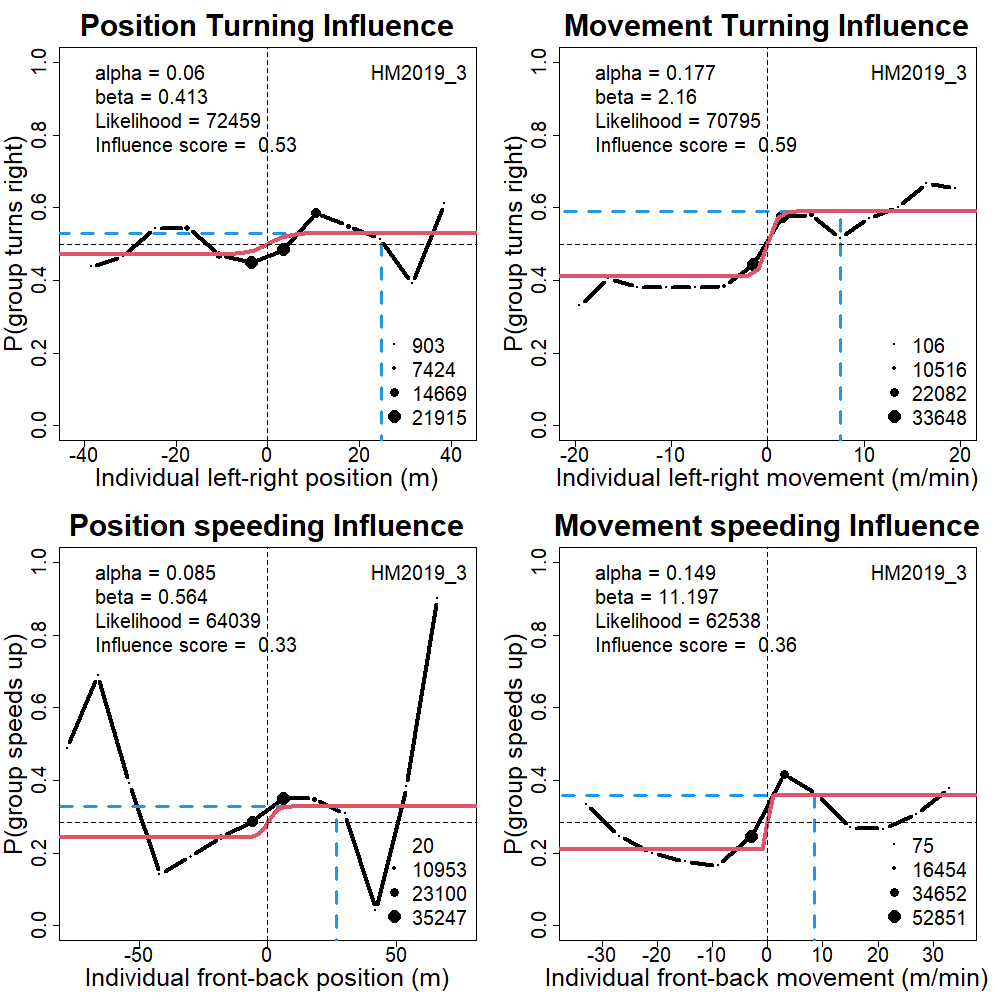 Position Turning Influence
alpha = 0.06
beta = 0.413
Likelihood = 72459
Influence score = 0.53
HM2019_3
P(group turns right)
1.0
0.8
0.6
0.4
0.2
0.0
903
7424
14669
21915
-40
-20
0
20
40
Individual left-right position (m)
Movement Turning Influence
alpha = 0.177
beta = 2.16
Likelihood = 70795
Influence score = 0.59
HM2019_3
P(group turns right)
1.0
0.8
0.6
0.4
0.2
0.0
106
10516
22082
33648
-20
-10
0
10
20
Individual left-right movement (m/min)
Position speeding Influence
alpha = 0.085
beta = 0.564
Likelihood = 64039
Influence score = 0.33
HM2019_3
P(group speeds up)
1.0
0.8
0.6
0.4
0.2
0.0
20
10953
23100
35247
-50
0
50
Individual front-back position (m)
Movement speeding Influence
alpha = 0.149
beta = 11.197
Likelihood = 62538
Influence score = 0.36
HM2019_3
P(group speeds up)
1.0
0.8
0.6
0.4
0.2
0.0
75
16454
34652
52851
-30
-20
-10
0
10
20
30
Individual front-back movement (m/min)